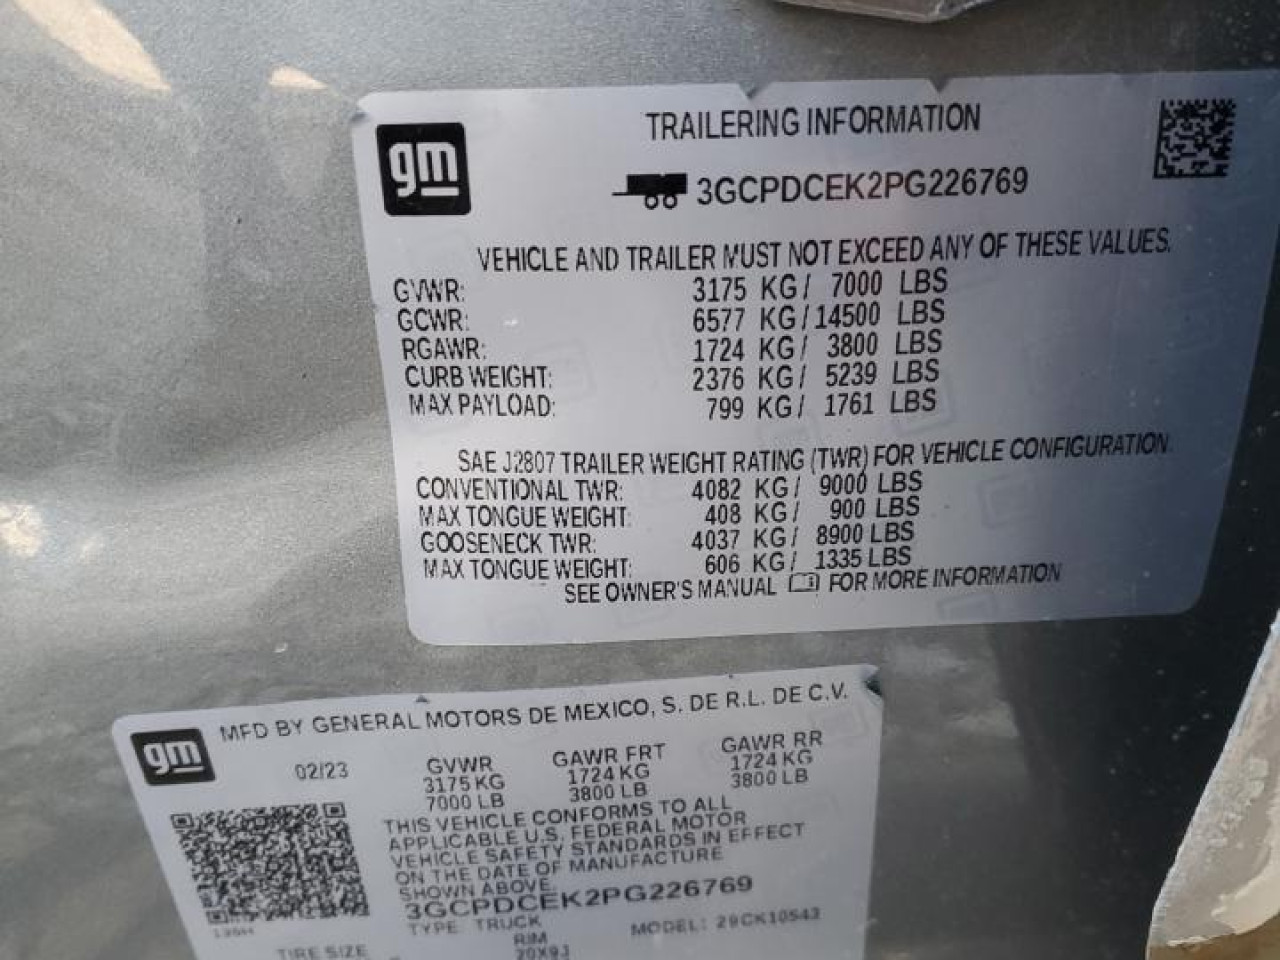 gm
TRAILERING INFORMATION
3GCPDCEK2PG226769
VEHICLE AND TRAILER MUST NOT EXCEED ANY OF THESE VALUES.
GVWR: 3175 KG/ 7000 LBS
GCWR: 6577 KG/14500 LBS
RGAWR: 1724 KG/ 3800 LBS
CURB WEIGHT: 2376 KG/ 5239 LBS
MAX PAYLOAD: 799 KG/ 1761 LBS
SAE J2807 TRAILER WEIGHT RATING (TWR) FOR VEHICLE CONFIGURATION.
CONVENTIONAL TWR: 4082 KG/ 9000 LBS
MAX TONGUE WEIGHT: 408 KG/ 900 LBS
GOOSENECK TWR: 4037 KG/ 8900 LBS
MAX TONGUE WEIGHT: 606 KG/ 1335 LBS
SEE OWNER'S MANUAL FOR MORE INFORMATION
gm
MFD BY GENERAL MOTORS DE MEXICO, S. DE R.L. DE C.V.
02/23 GVWR GAWR FRT GAWR RR
3175 KG 1724 KG 1724 KG
7000 LB 3800 LB 3800 LB
THIS VEHICLE CONFORMS TO ALL
APPLICABLE U.S. FEDERAL MOTOR
VEHICLE SAFETY STANDARDS IN EFFECT
ON THE DATE OF MANUFACTURE
SHOWN ABOVE.
3GCPDCEK2PG226769
TYPE: TRUCK MODEL: 29CK10543
TIRE SIZE RIM
20X9J